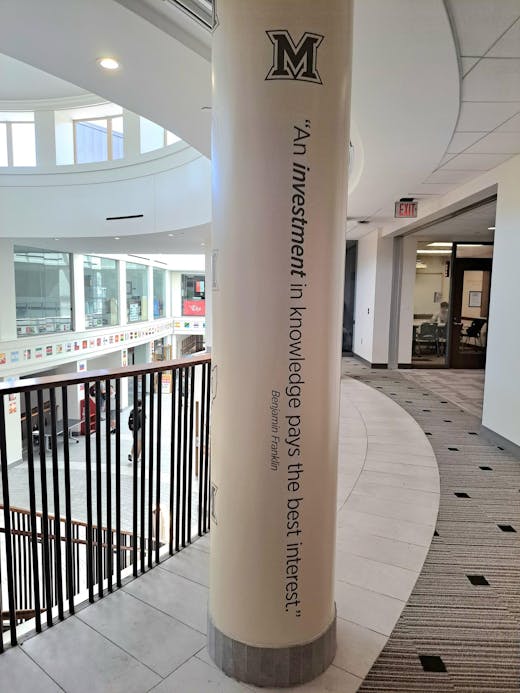 M
“An investment in knowledge pays the best interest.”
Benjamin Franklin
EXIT